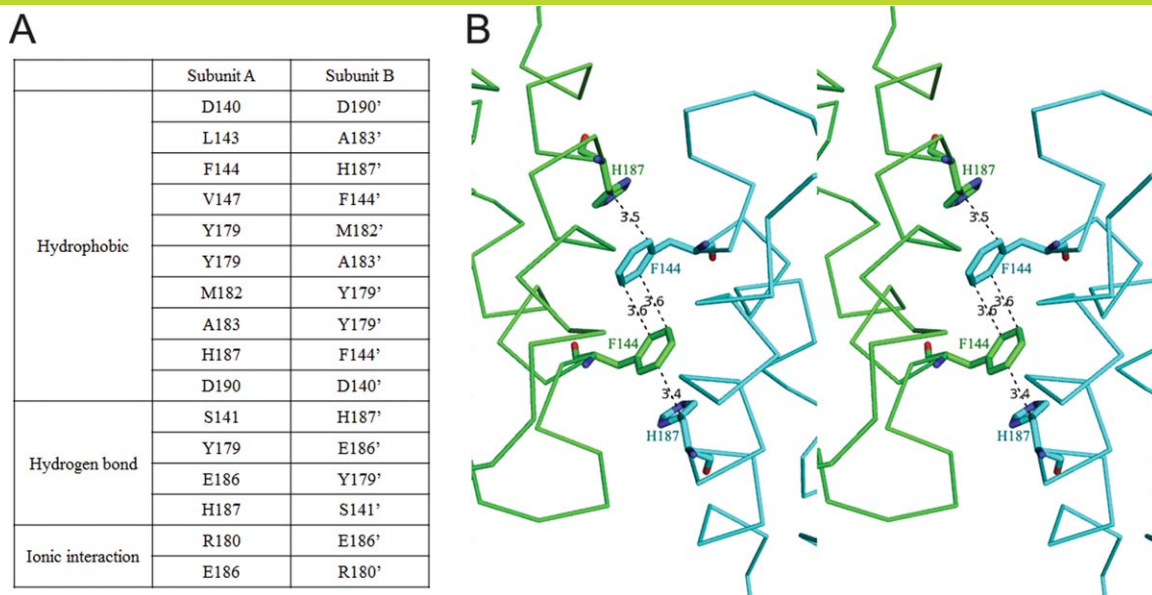 A
B
Subunit A Subunit B
Hydrophobic
D140 D190’
L143 A183’
F144 H187’
V147 F144’
Y179 M182’
Y179 A183’
M182 Y179’
A183 Y179’
H187 F144’
D190 D140’
Hydrogen bond
S141 H187’
Y179 E186’
E186 Y179’
H187 S141’
Ionic interaction
R180 E186’
E186 R180’
H187
3.5
F144
3.6
3.6
F144
3.4
H187
H187
3.5
F144
3.6
3.6
F144
3.4
H187